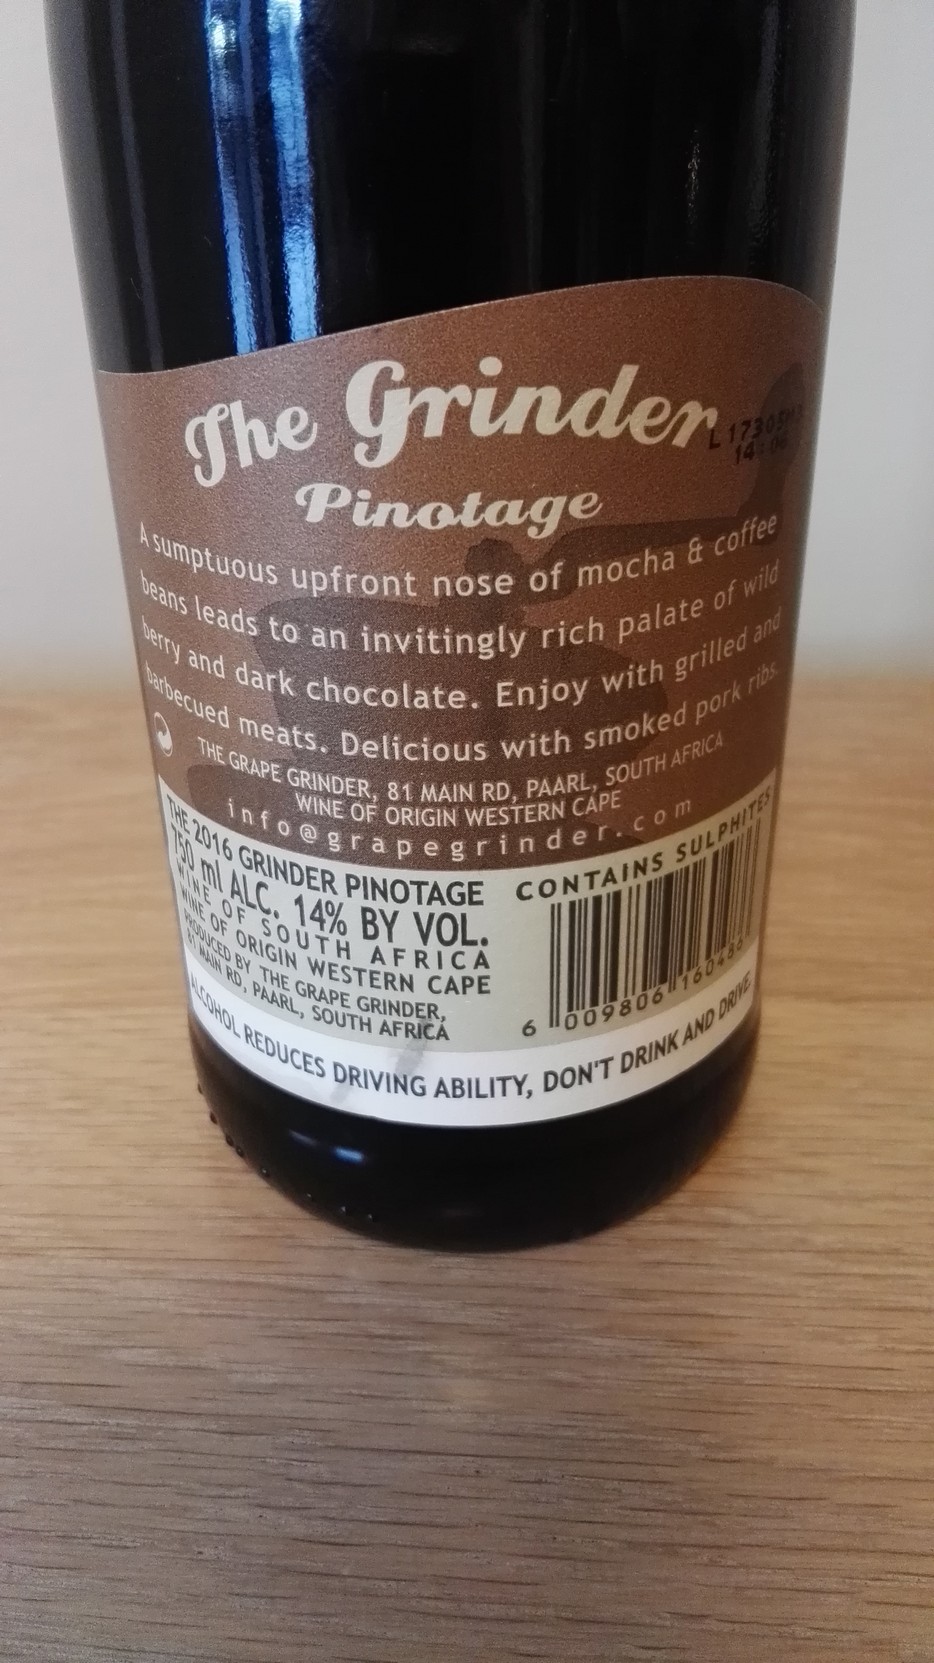 The Grinder
Pinotage
A sumptuous upfront nose of mocha & coffee
beans leads to an invitingly rich palate of wild
berry and dark chocolate. Enjoy with grilled and
barbecued meats. Delicious with smoked pork ribs.
THE GRAPE GRINDER, 81 MAIN RD, PAARL, SOUTH AFRICA
WINE OF ORIGIN WESTERN CAPE
info@grapegrinder.com
THE 2016 GRINDER PINOTAGE
750 ml ALC. 14% BY VOL.
WINE OF SOUTH AFRICA
WINE OF ORIGIN WESTERN CAPE
PRODUCED BY THE GRAPE GRINDER,
81 MAIN RD, PAARL, SOUTH AFRICA
CONTAINS SULPHITES
6 009806 160486
ALCOHOL REDUCES DRIVING ABILITY, DON'T DRINK AND DRIVE.